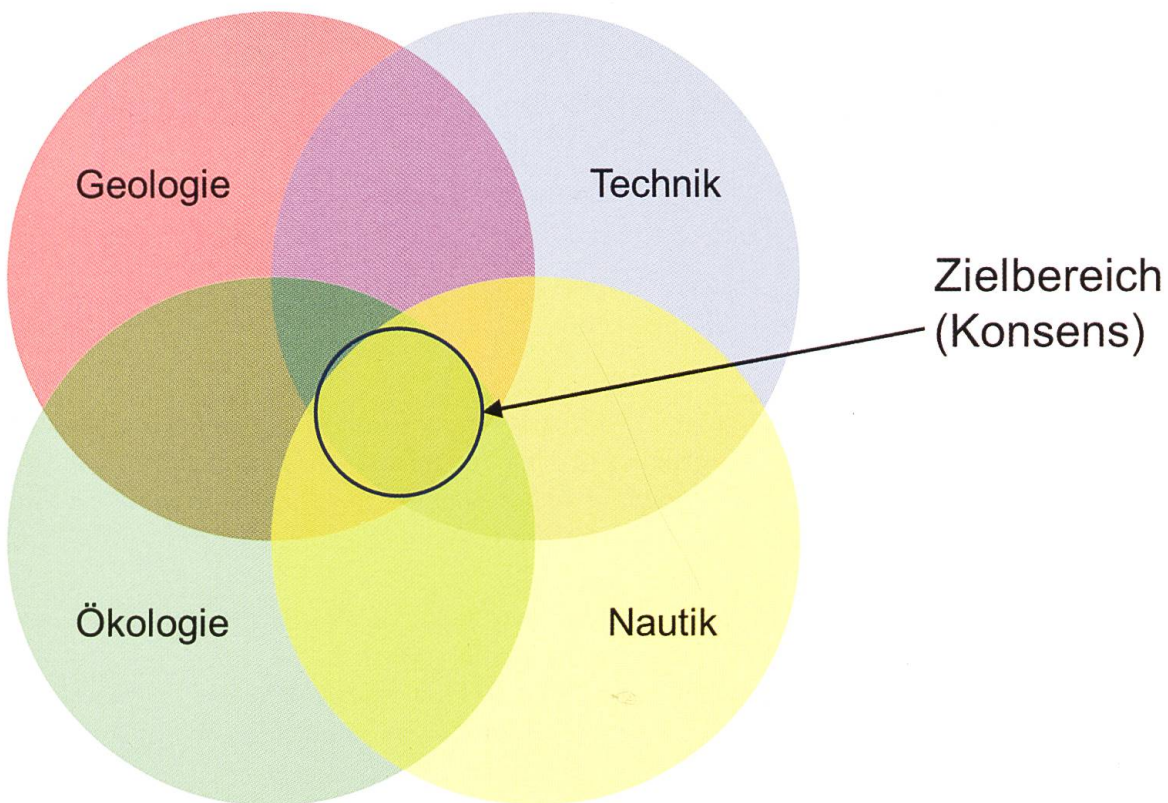 Geologie
Technik
Zielbereich
(Konsens)
Ökologie
Nautik